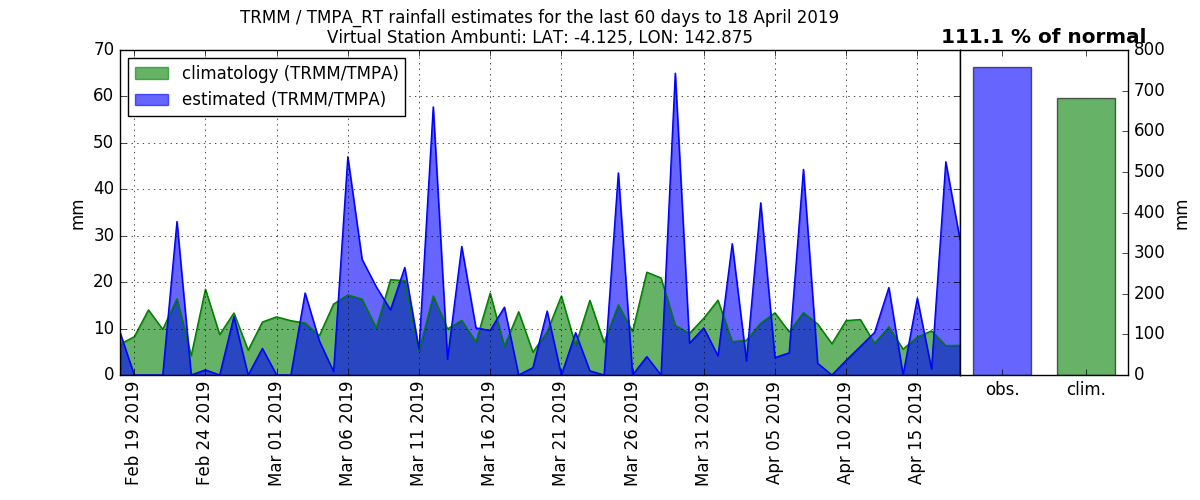 TRMM / TMPA_RT rainfall estimates for the last 60 days to 18 April 2019
Virtual Station Ambunti: LAT: -4.125, LON: 142.875
111.1 % of normal
climatology (TRMM/TMPA)
estimated (TRMM/TMPA)
mm
70
60
50
40
30
20
10
0
Feb 19 2019
Feb 24 2019
Mar 01 2019
Mar 06 2019
Mar 11 2019
Mar 16 2019
Mar 21 2019
Mar 26 2019
Mar 31 2019
Apr 05 2019
Apr 10 2019
Apr 15 2019
800
700
600
500
400
300
200
100
0
mm
obs.
clim.